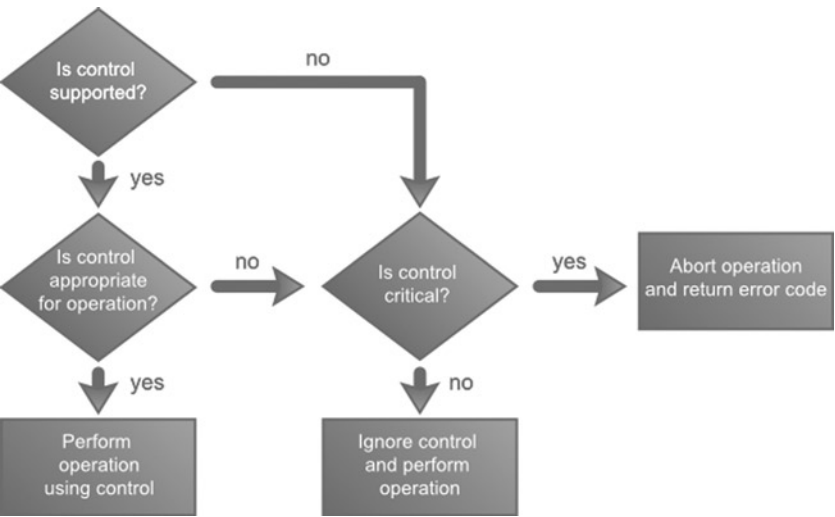 Is control
supported?
no
yes
Is control
appropriate
for operation?
no
Is control
critical?
yes
Abort operation
and return error code
yes
no
Perform
operation
using control
Ignore control
and perform
operation